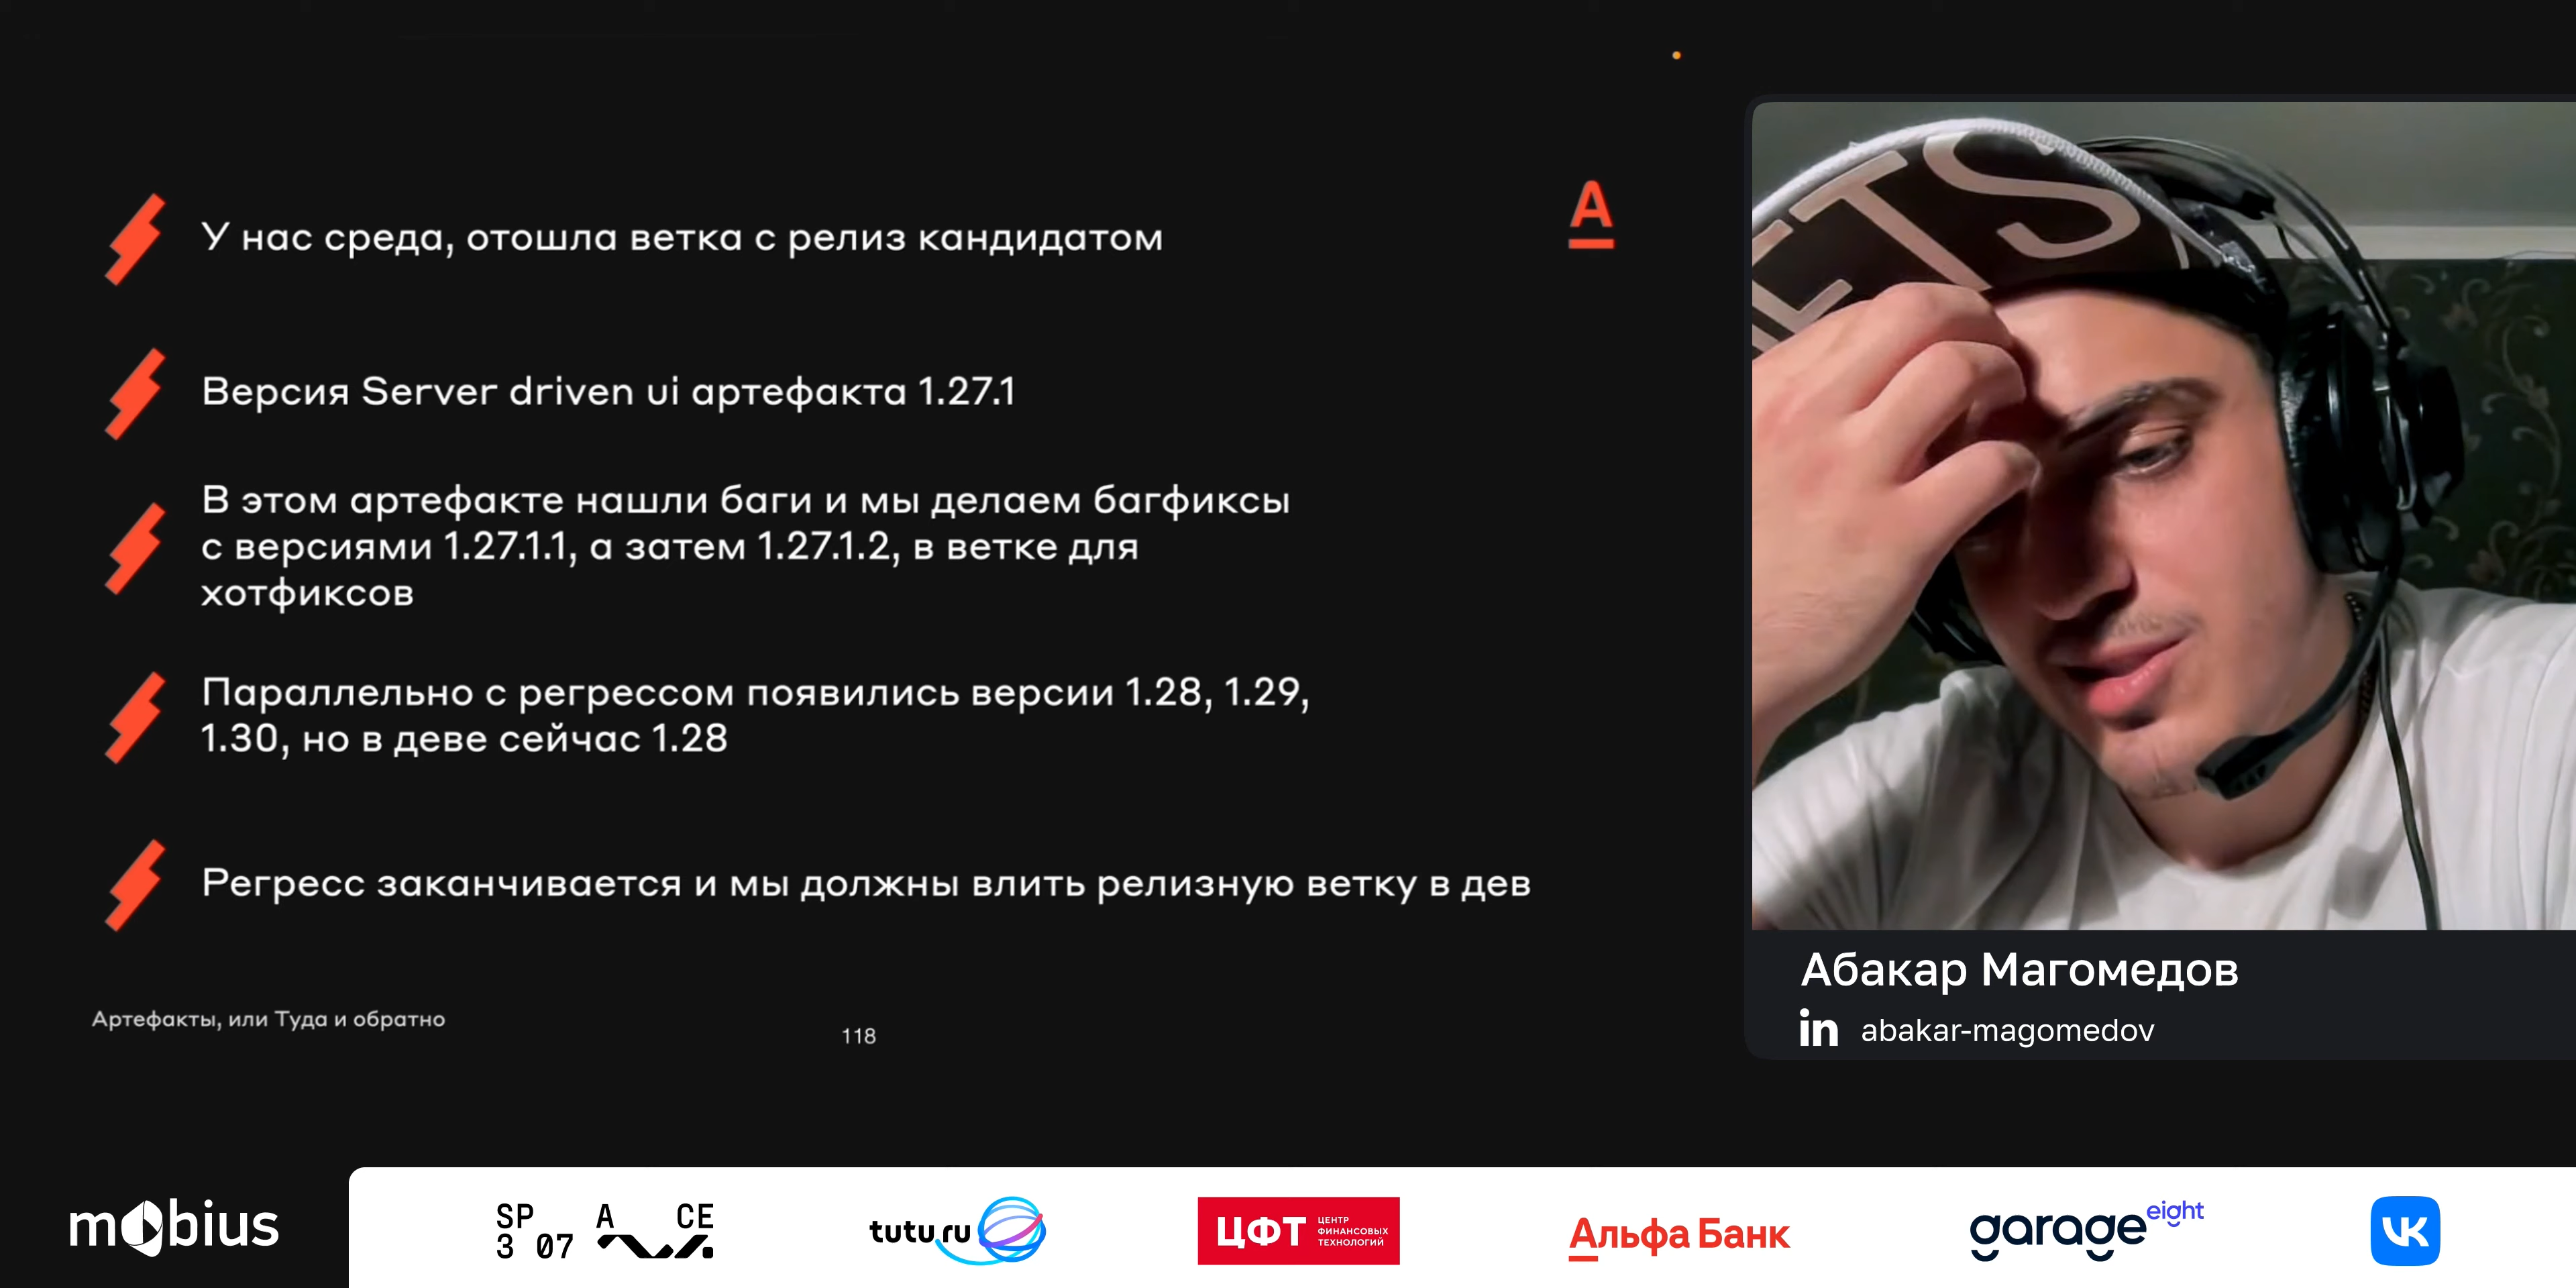 У нас среда, отошла ветка с релиз кандидатом
А
Версия Server driven ui артефакта 1.27.1
В этом артефакте нашли баги и мы делаем багфиксы
с версиями 1.27.1.1, а затем 1.27.1.2, в ветке для
хотфиксов
Параллельно с регрессом появились версии 1.28, 1.29,
1.30, но в деве сейчас 1.28
Регресс заканчивается и мы должны влить релизную ветку в дев
Артефакты, или Туда и обратно
118
ETS
Абакар Магомедов
in abakar-magomedov
mobius
SP A CE
3 07
tutu.ru
ЦФТ
ЦЕНТР
ФИНАНСОВЫХ
ТЕХНОЛОГИЙ
Альфа Банк
garage eight
VK